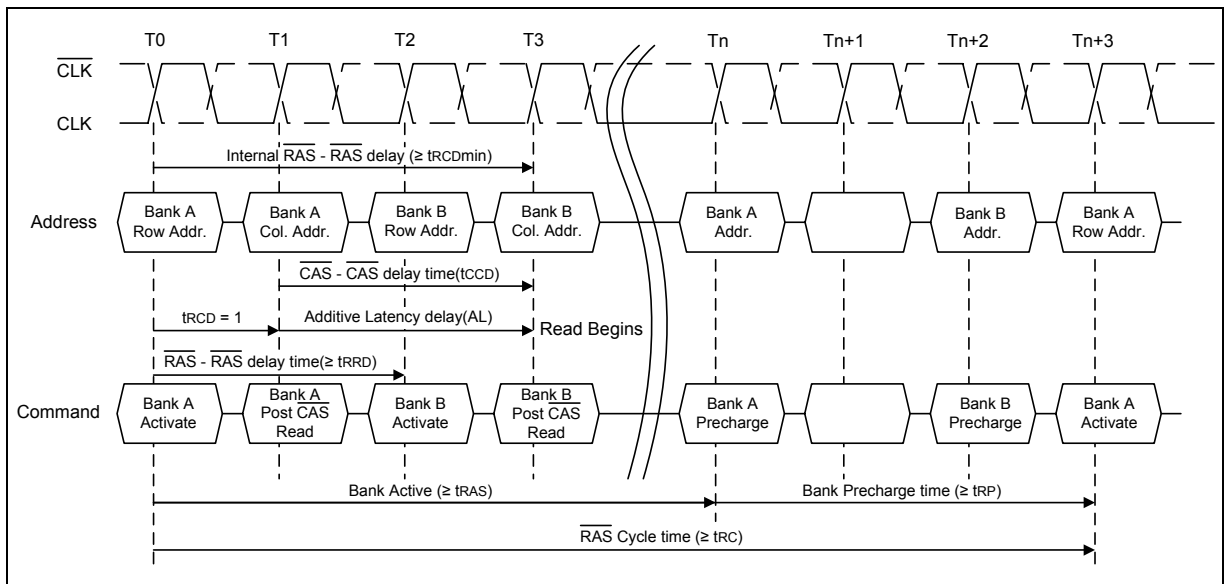 T0 T1 T2 T3 Tn Tn+1 Tn+2 Tn+3
CLK
CLK
Internal RAS - RAS delay (≥ tRCDmin)
Address
Bank A
Row Addr.
Bank A
Col. Addr.
Bank B
Row Addr.
Bank B
Col. Addr.
Bank A
Addr.
Bank B
Addr.
Bank A
Row Addr.
CAS - CAS delay time(tCCD)
tRCD = 1
Additive Latency delay(AL)
Read Begins
RAS - RAS delay time(≥ tRRD)
Command
Bank A
Activate
Bank A
Post CAS
Read
Bank B
Activate
Bank B
Post CAS
Read
Bank A
Precharge
Bank B
Precharge
Bank A
Activate
Bank Active (≥ tRAS)
Bank Precharge time (≥ tRP)
RAS Cycle time (≥ tRC)